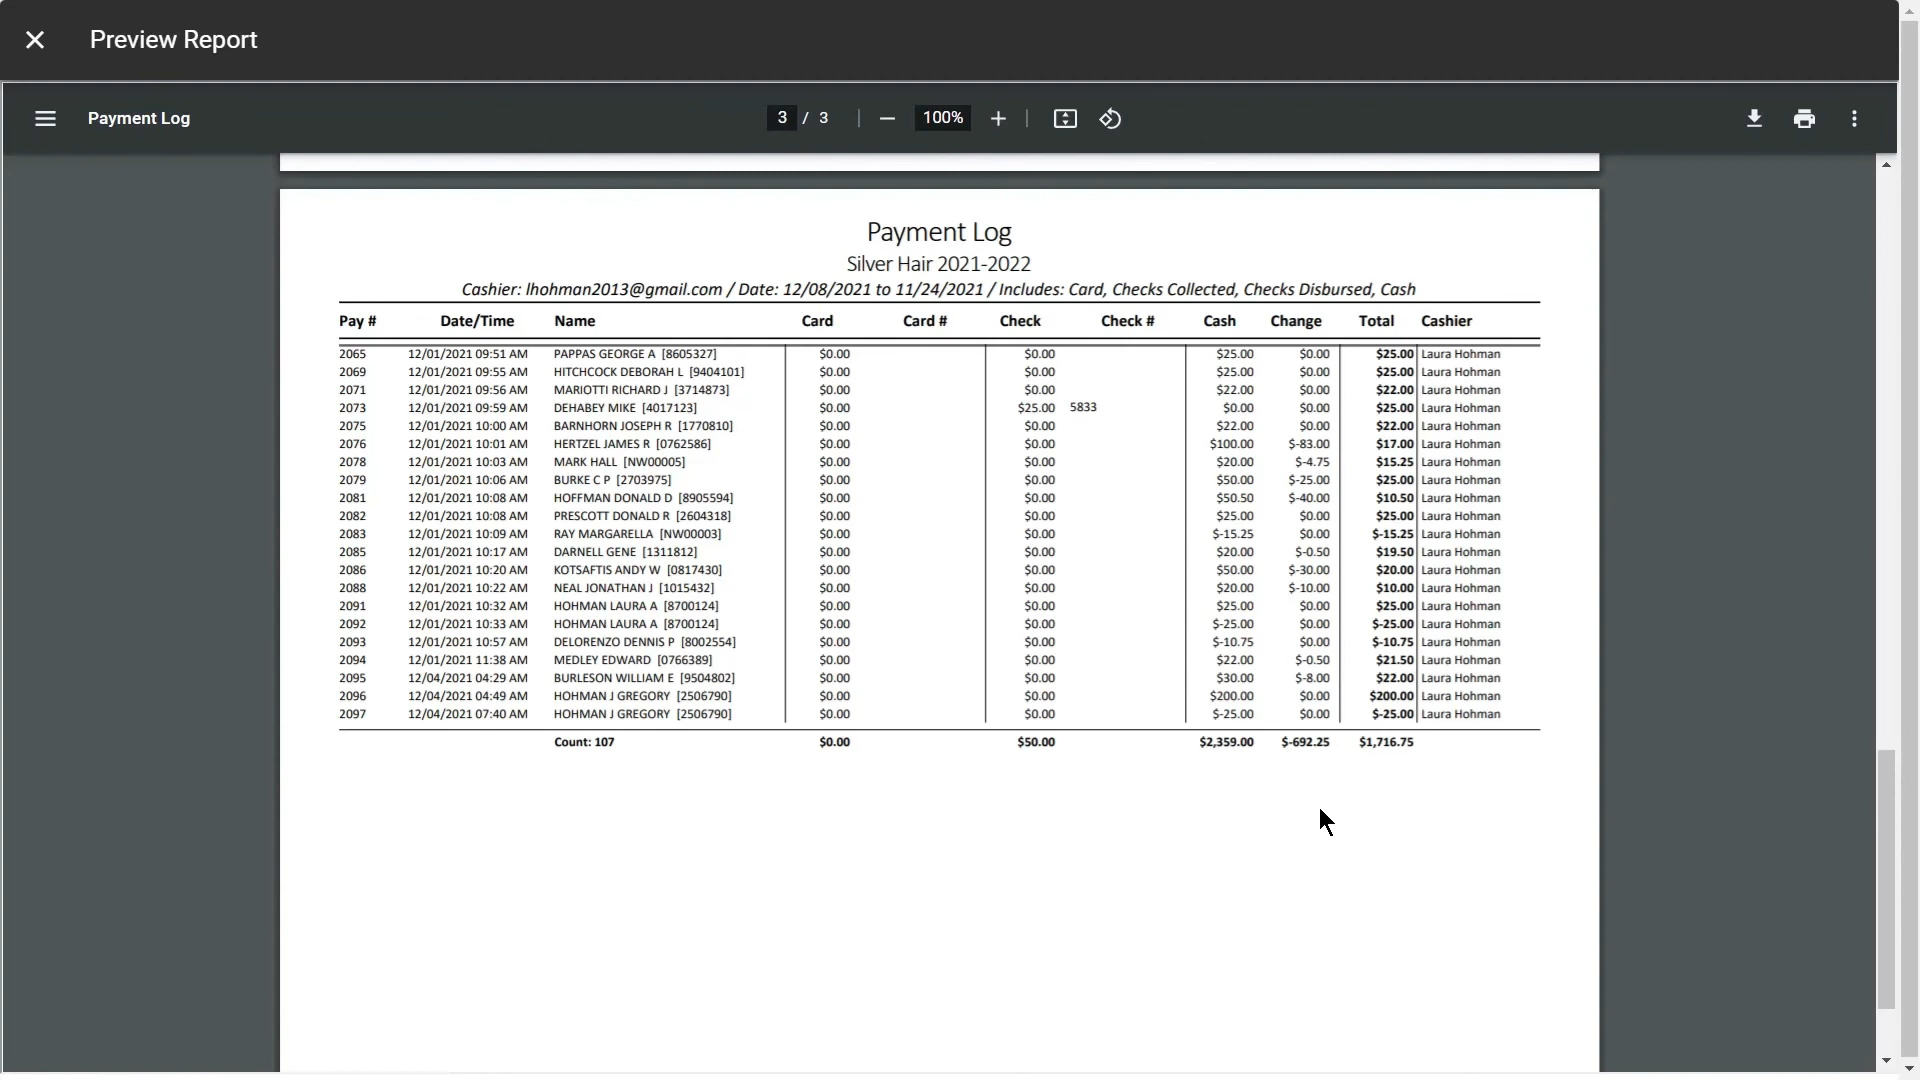 Preview Report
Payment Log
3 / 3
100%
Payment Log
Silver Hair 2021-2022
Cashier: lhohman2013@gmail.com / Date: 12/08/2021 to 11/24/2021 / Includes: Card, Checks Collected, Checks Disbursed, Cash
Pay # Date/Time Name Card Card # Check Check # Cash Change Total Cashier
2065 12/01/2021 09:51 AM PAPPAS GEORGE A [8605327] $0.00 $0.00 $25.00 $0.00 $25.00 Laura Hohman
2069 12/01/2021 09:55 AM HITCHCOCK DEBORAH L [9404101] $0.00 $0.00 $25.00 $0.00 $25.00 Laura Hohman
2071 12/01/2021 09:56 AM MARIOTTI RICHARD J [3714873] $0.00 $0.00 $22.00 $0.00 $22.00 Laura Hohman
2073 12/01/2021 09:59 AM DEHABEY MIKE [4017123] $0.00 $25.00 5833 $0.00 $0.00 $25.00 Laura Hohman
2075 12/01/2021 10:00 AM BARNHORN JOSEPH R [1770810] $0.00 $0.00 $22.00 $0.00 $22.00 Laura Hohman
2076 12/01/2021 10:01 AM HERTZEL JAMES R [0762586] $0.00 $0.00 $100.00 $-83.00 $17.00 Laura Hohman
2078 12/01/2021 10:03 AM MARK HALL [NW00005] $0.00 $0.00 $20.00 $-4.75 $15.25 Laura Hohman
2079 12/01/2021 10:06 AM BURKE C P [2703975] $0.00 $0.00 $50.00 $-25.00 $25.00 Laura Hohman
2081 12/01/2021 10:08 AM HOFFMAN DONALD D [8905594] $0.00 $0.00 $50.50 $-40.00 $10.50 Laura Hohman
2082 12/01/2021 10:08 AM PRESCOTT DONALD R [2604318] $0.00 $0.00 $25.00 $0.00 $25.00 Laura Hohman
2083 12/01/2021 10:09 AM RAY MARGARELLA [NW00003] $0.00 $0.00 $-15.25 $0.00 $-15.25 Laura Hohman
2085 12/01/2021 10:17 AM DARNELL GENE [1311812] $0.00 $0.00 $20.00 $-0.50 $19.50 Laura Hohman
2086 12/01/2021 10:20 AM KOTSAFTIS ANDY W [0817430] $0.00 $0.00 $50.00 $-30.00 $20.00 Laura Hohman
2088 12/01/2021 10:22 AM NEAL JONATHAN J [1015432] $0.00 $0.00 $20.00 $-10.00 $10.00 Laura Hohman
2091 12/01/2021 10:32 AM HOHMAN LAURA A [8700124] $0.00 $0.00 $25.00 $0.00 $25.00 Laura Hohman
2092 12/01/2021 10:33 AM HOHMAN LAURA A [8700124] $0.00 $0.00 $-25.00 $0.00 $-25.00 Laura Hohman
2093 12/01/2021 10:57 AM DELORENZO DENNIS P [8002554] $0.00 $0.00 $-10.75 $0.00 $-10.75 Laura Hohman
2094 12/01/2021 11:38 AM MEDLEY EDWARD [0766389] $0.00 $0.00 $22.00 $-0.50 $21.50 Laura Hohman
2095 12/04/2021 04:29 AM BURLESON WILLIAM E [9504802] $0.00 $0.00 $30.00 $-8.00 $22.00 Laura Hohman
2096 12/04/2021 04:49 AM HOHMAN J GREGORY [2506790] $0.00 $0.00 $200.00 $0.00 $200.00 Laura Hohman
2097 12/04/2021 07:40 AM HOHMAN J GREGORY [2506790] $0.00 $0.00 $-25.00 $0.00 $-25.00 Laura Hohman
Count: 107 $0.00 $50.00 $2,359.00 $-692.25 $1,716.75